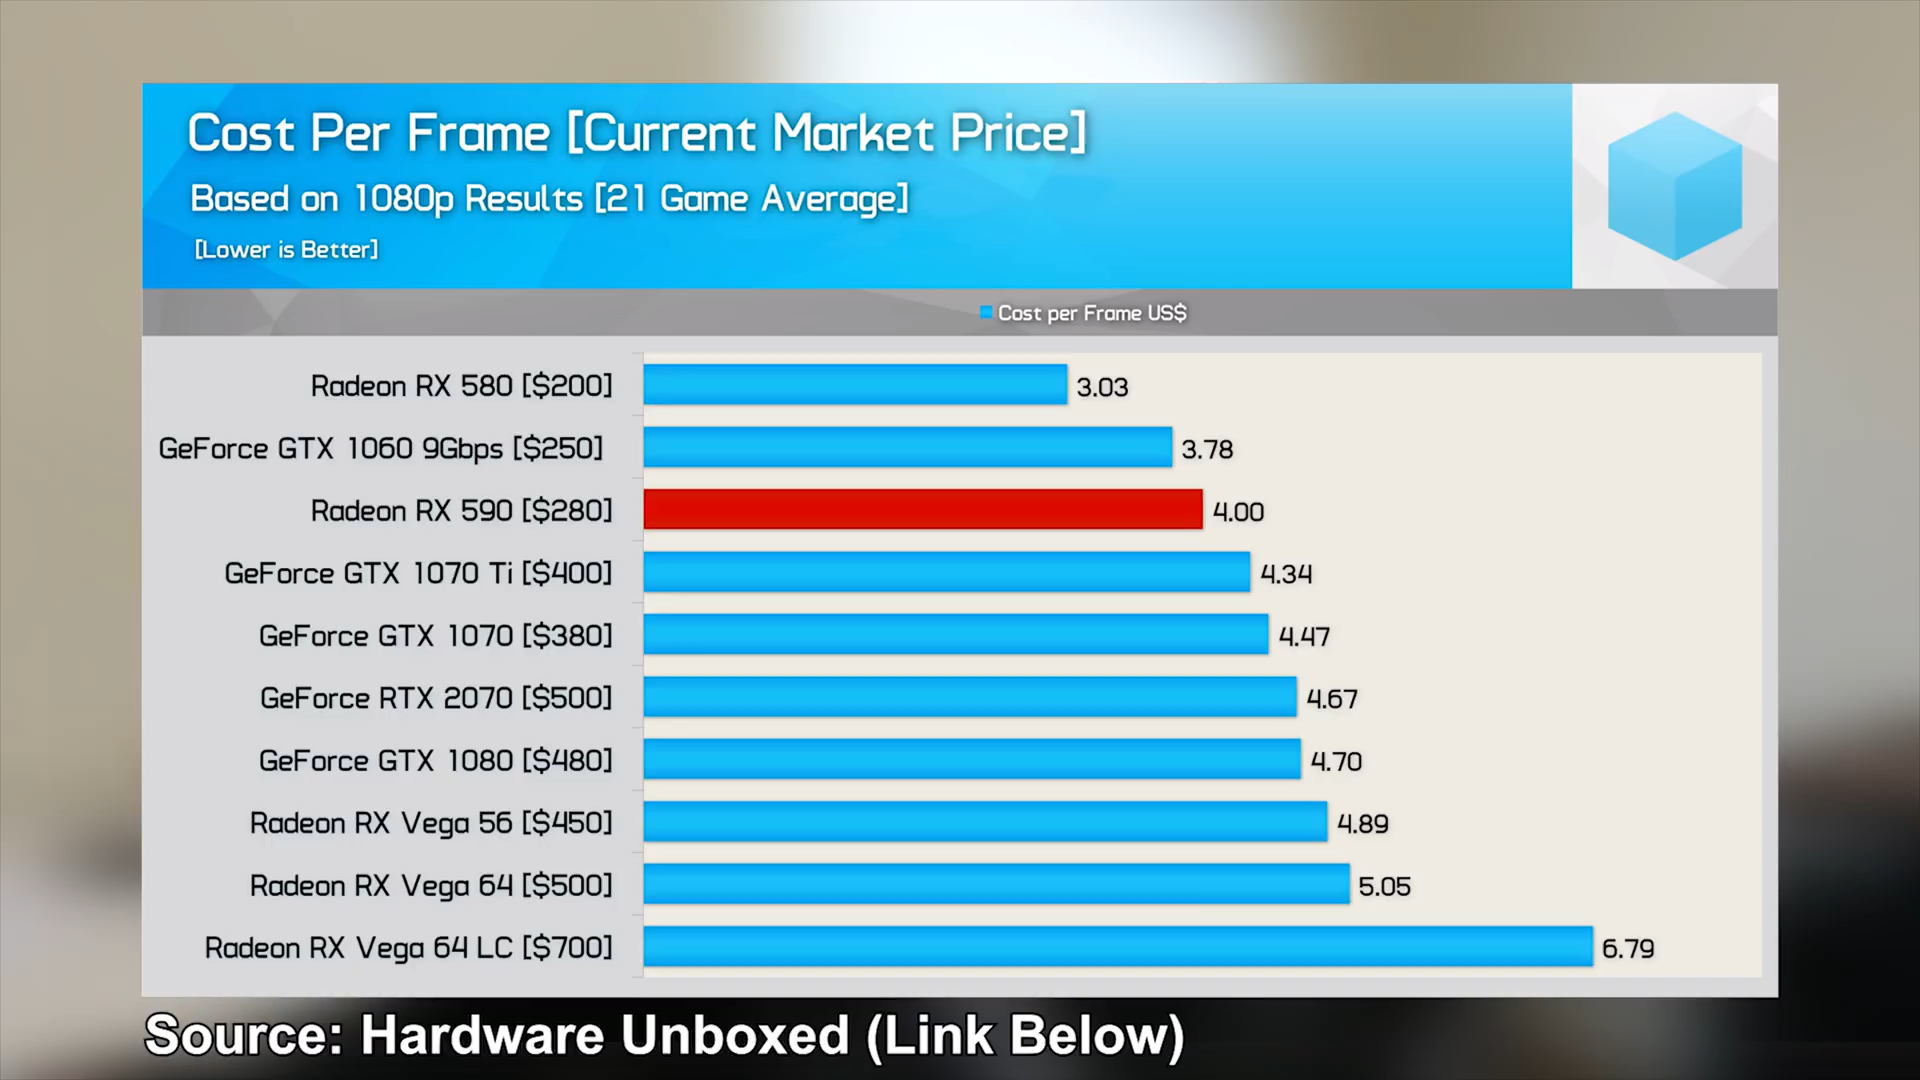 Cost Per Frame [Current Market Price]
Based on 1080p Results [21 Game Average]
[Lower is Better]
Cost per Frame US$
Radeon RX 580 [$200] 3.03
GeForce GTX 1060 9Gbps [$250] 3.78
Radeon RX 590 [$280] 4.00
GeForce GTX 1070 Ti [$400] 4.34
GeForce GTX 1070 [$380] 4.47
GeForce RTX 2070 [$500] 4.67
GeForce GTX 1080 [$480] 4.70
Radeon RX Vega 56 [$450] 4.89
Radeon RX Vega 64 [$500] 5.05
Radeon RX Vega 64 LC [$700] 6.79
Source: Hardware Unboxed (Link Below)